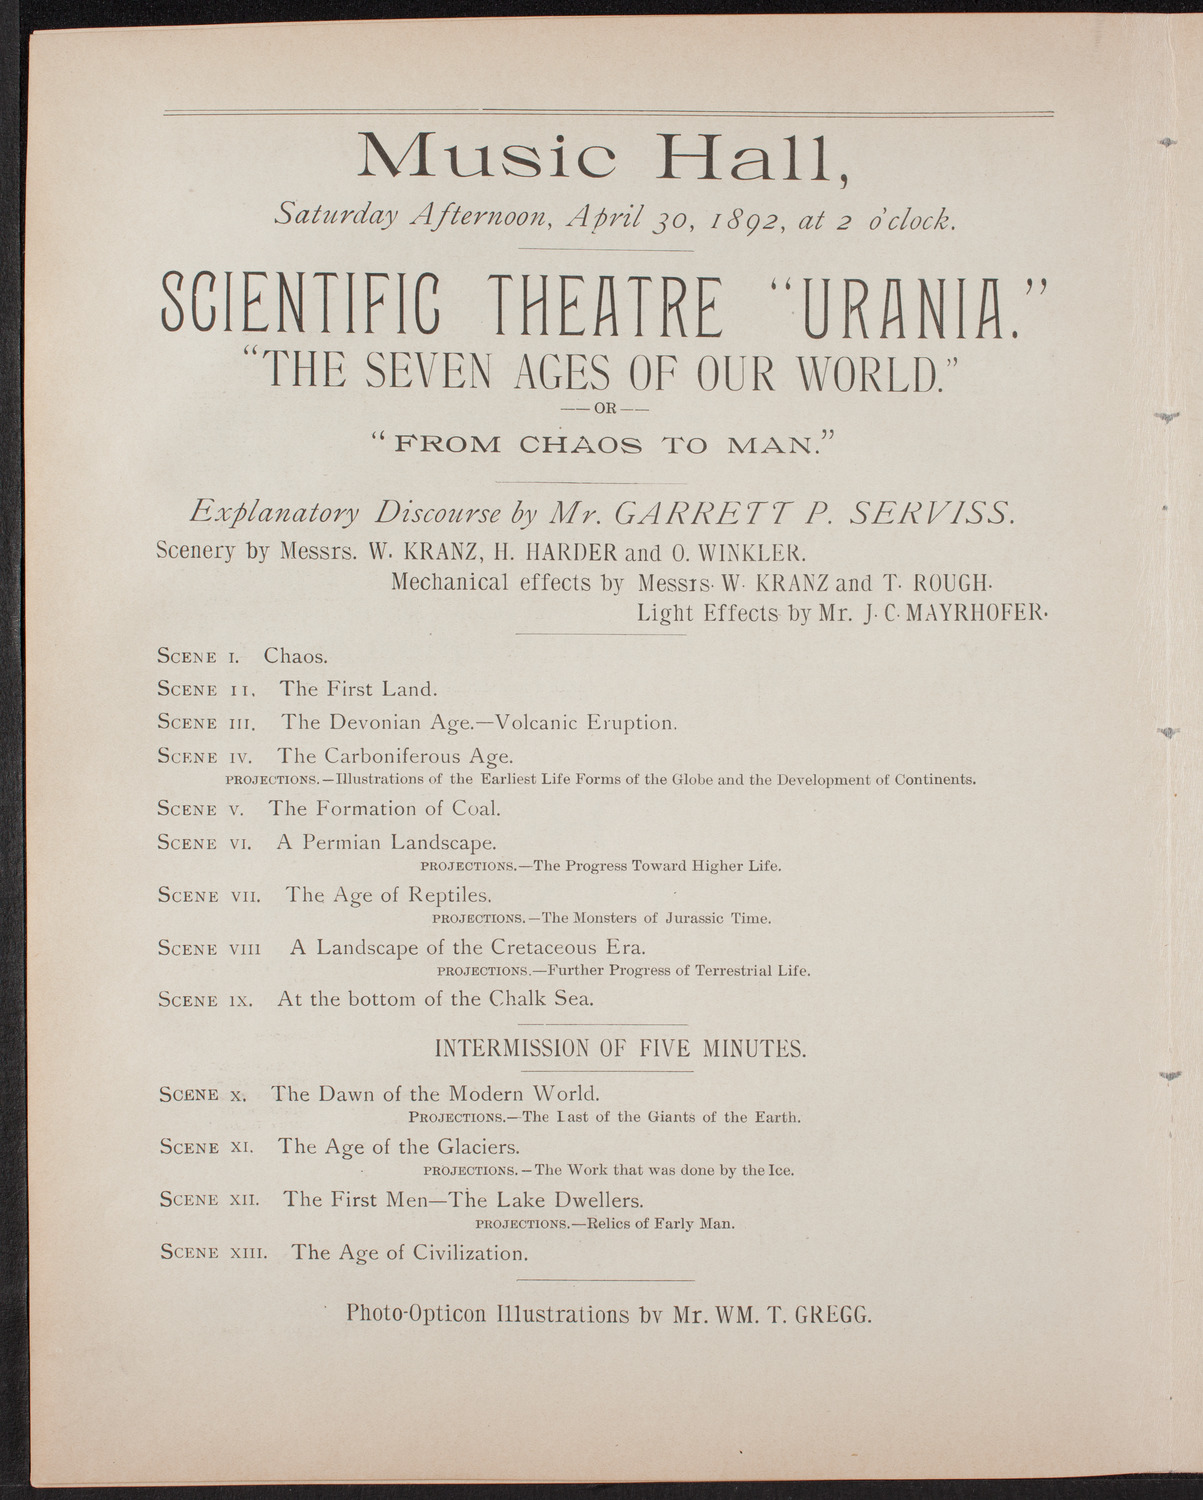 Music Hall,
Saturday Afternoon, April 30, 1892, at 2 o'clock.
SCIENTIFIC THEATRE "URANIA."
"THE SEVEN AGES OF OUR WORLD."
—— OR ——
"FROM CHAOS TO MAN."
Explanatory Discourse by Mr. GARRETT P. SERVISS.
Scenery by Messrs. W. KRANZ, H. HARDER and O. WINKLER.
Mechanical effects by Messrs. W. KRANZ and T. ROUGH.
Light Effects by Mr. J. C. MAYRHOFER.
SCENE I. Chaos.
SCENE II. The First Land.
SCENE III. The Devonian Age.—Volcanic Eruption.
SCENE IV. The Carboniferous Age.
PROJECTIONS.—Illustrations of the Earliest Life Forms of the Globe and the Development of Continents.
SCENE V. The Formation of Coal.
SCENE VI. A Permian Landscape.
PROJECTIONS.—The Progress Toward Higher Life.
SCENE VII. The Age of Reptiles.
PROJECTIONS.—The Monsters of Jurassic Time.
SCENE VIII A Landscape of the Cretaceous Era.
PROJECTIONS.—Further Progress of Terrestrial Life.
SCENE IX. At the bottom of the Chalk Sea.
INTERMISSION OF FIVE MINUTES.
SCENE X. The Dawn of the Modern World.
PROJECTIONS.—The Last of the Giants of the Earth.
SCENE XI. The Age of the Glaciers.
PROJECTIONS.—The Work that was done by the Ice.
SCENE XII. The First Men—The Lake Dwellers.
PROJECTIONS.—Relics of Early Man.
SCENE XIII. The Age of Civilization.
Photo-Opticon Illustrations by Mr. WM. T. GREGG.